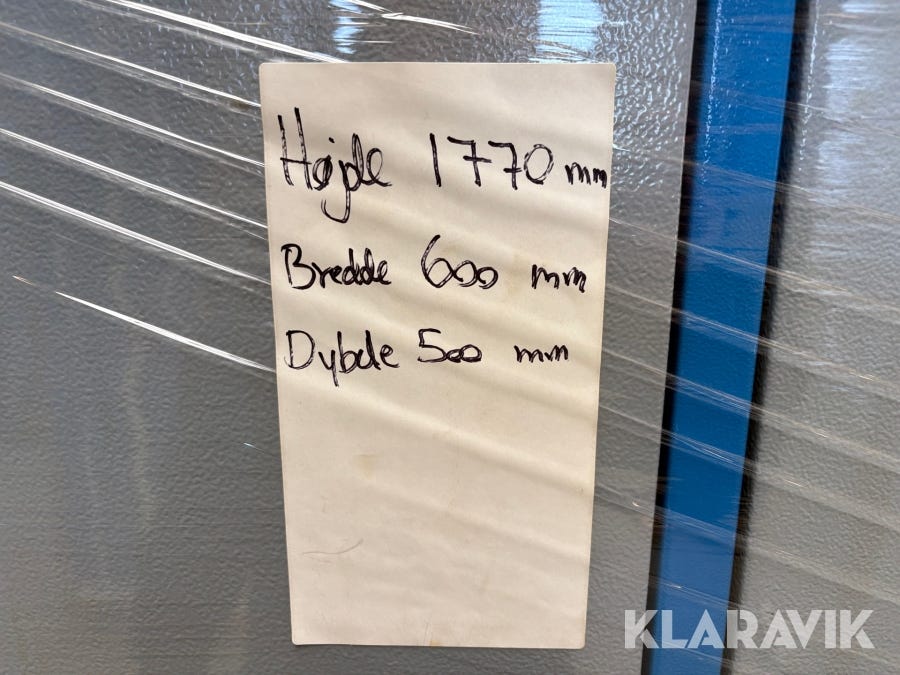 Højde 1770 mm
Bredde 600 mm
Dybde 500 mm
KLARAVIK